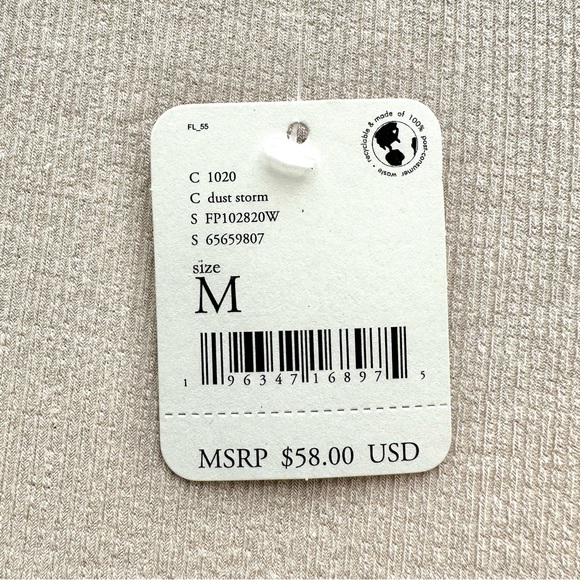 FL_55
recyclable & made of 100% post-consumer waste •
C 1020
C dust storm
S FP102820W
S 65659807
size
M
1 96347 16897 5
MSRP $58.00 USD